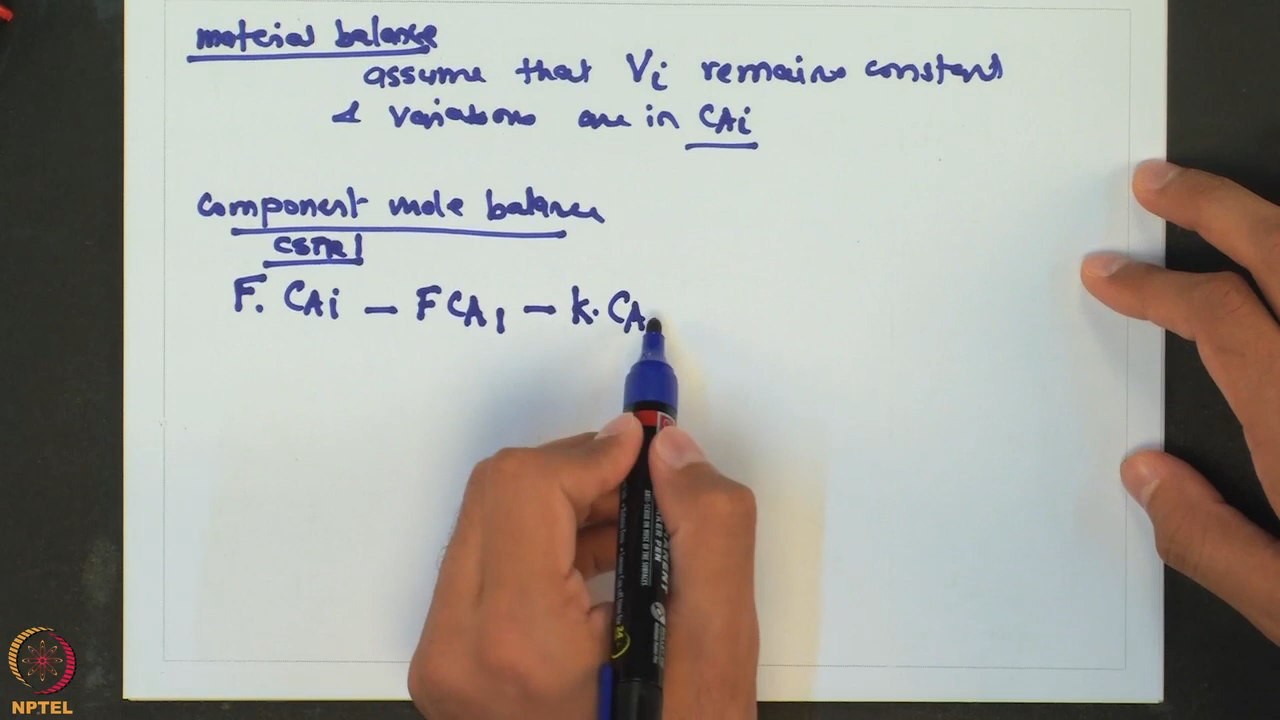 material balance
assume that Vi remains constant
& variations are in CAi
component mole balance
CSTR1
F. CAi – FCA1 – k. CA
NPTEL